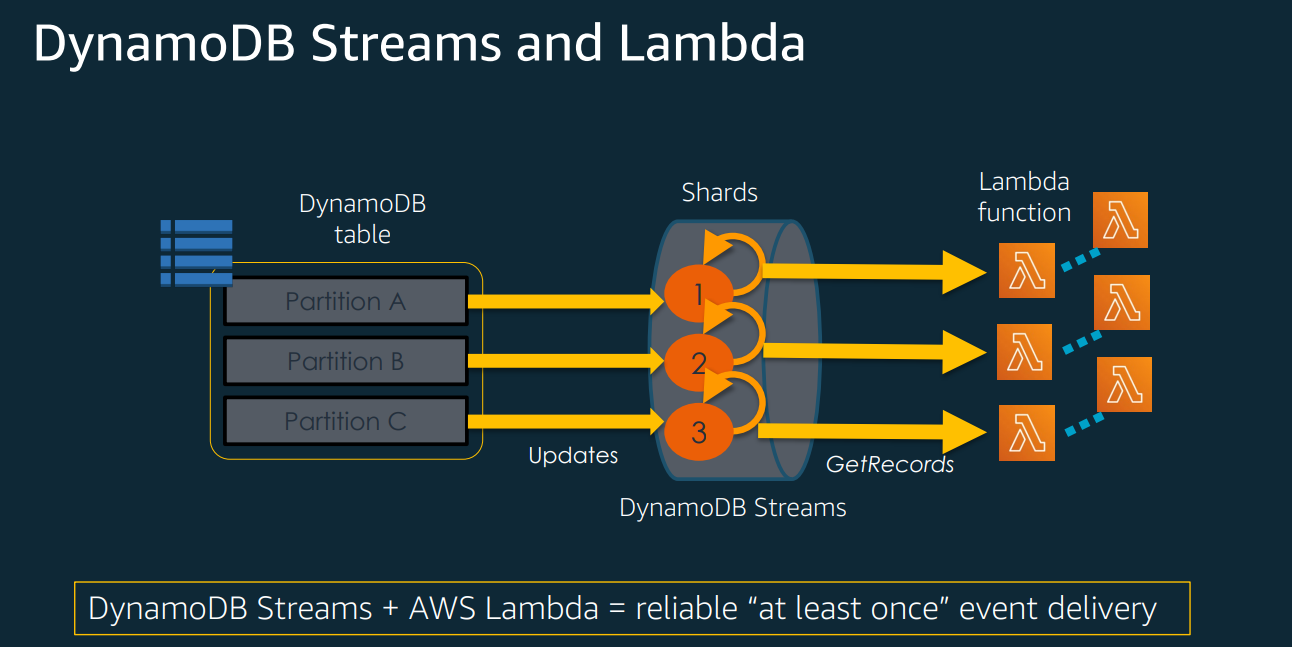 DynamoDB Streams and Lambda
DynamoDB
table
Shards
Lambda
function
Partition A
Partition B
Partition C
1
2
3
Updates
GetRecords
DynamoDB Streams
DynamoDB Streams + AWS Lambda = reliable “at least once” event delivery